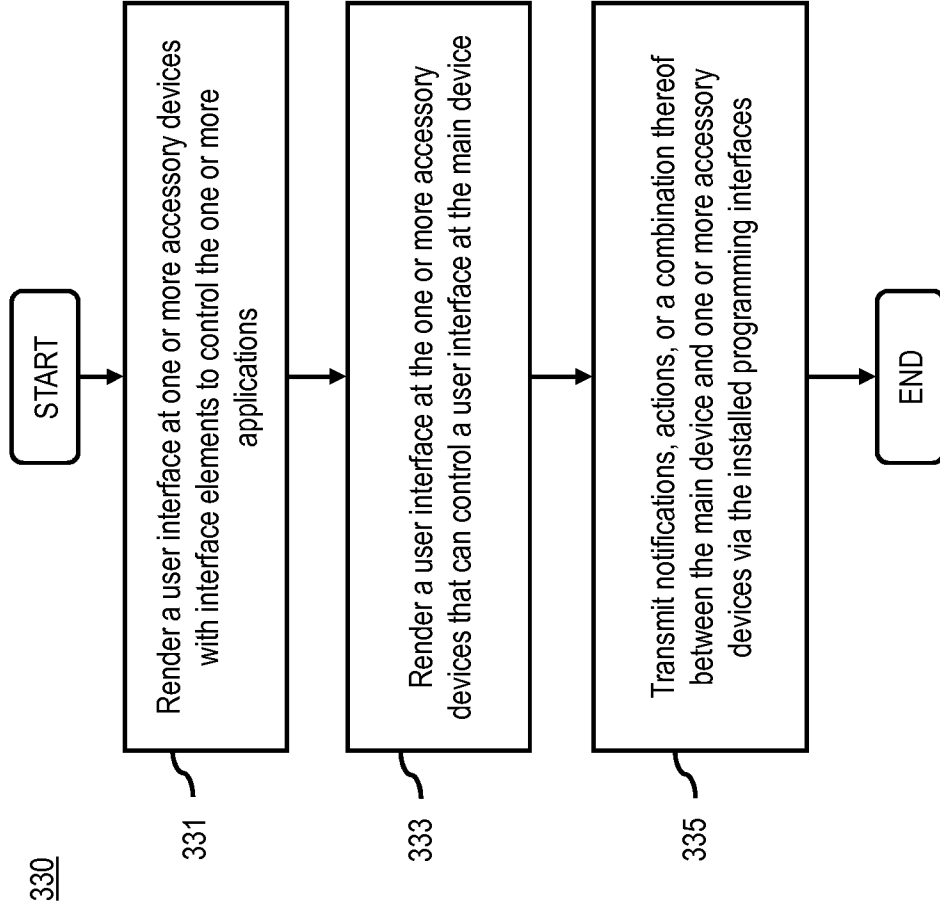 330
START
331
Render a user interface at one or more accessory devices
with interface elements to control the one or more
applications
333
Render a user interface at the one or more accessory
devices that can control a user interface at the main device
335
Transmit notifications, actions, or a combination thereof
between the main device and one or more accessory
devices via the installed programming interfaces
END